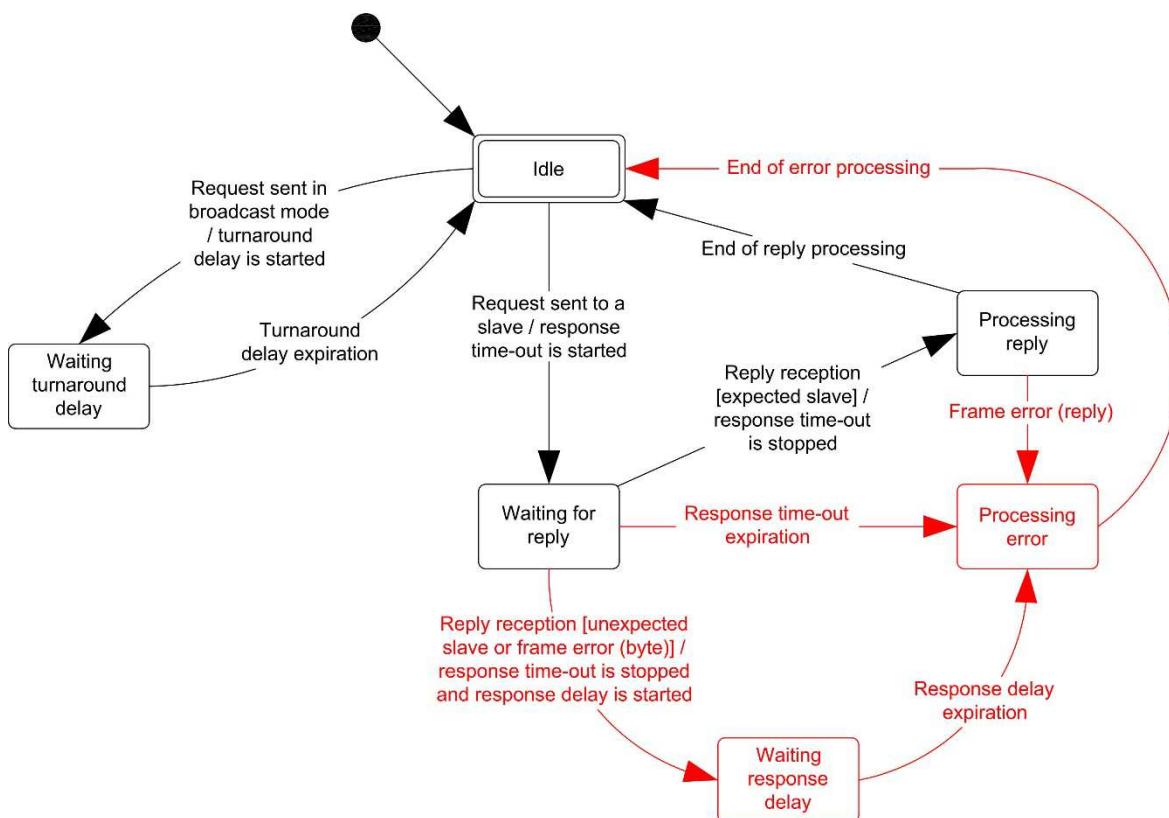 Idle
End of error processing
Request sent in
broadcast mode
/ turnaround
delay is started
End of reply processing
Request sent to a
slave / response
time-out is started
Turnaround
delay expiration
Waiting
turnaround
delay
Processing
reply
Reply reception
[expected slave] /
response time-out
is stopped
Frame error (reply)
Waiting for
reply
Response time-out
expiration
Processing
error
Reply reception [unexpected
slave or frame error (byte)] /
response time-out is stopped
and response delay is started
Response delay
expiration
Waiting
response
delay